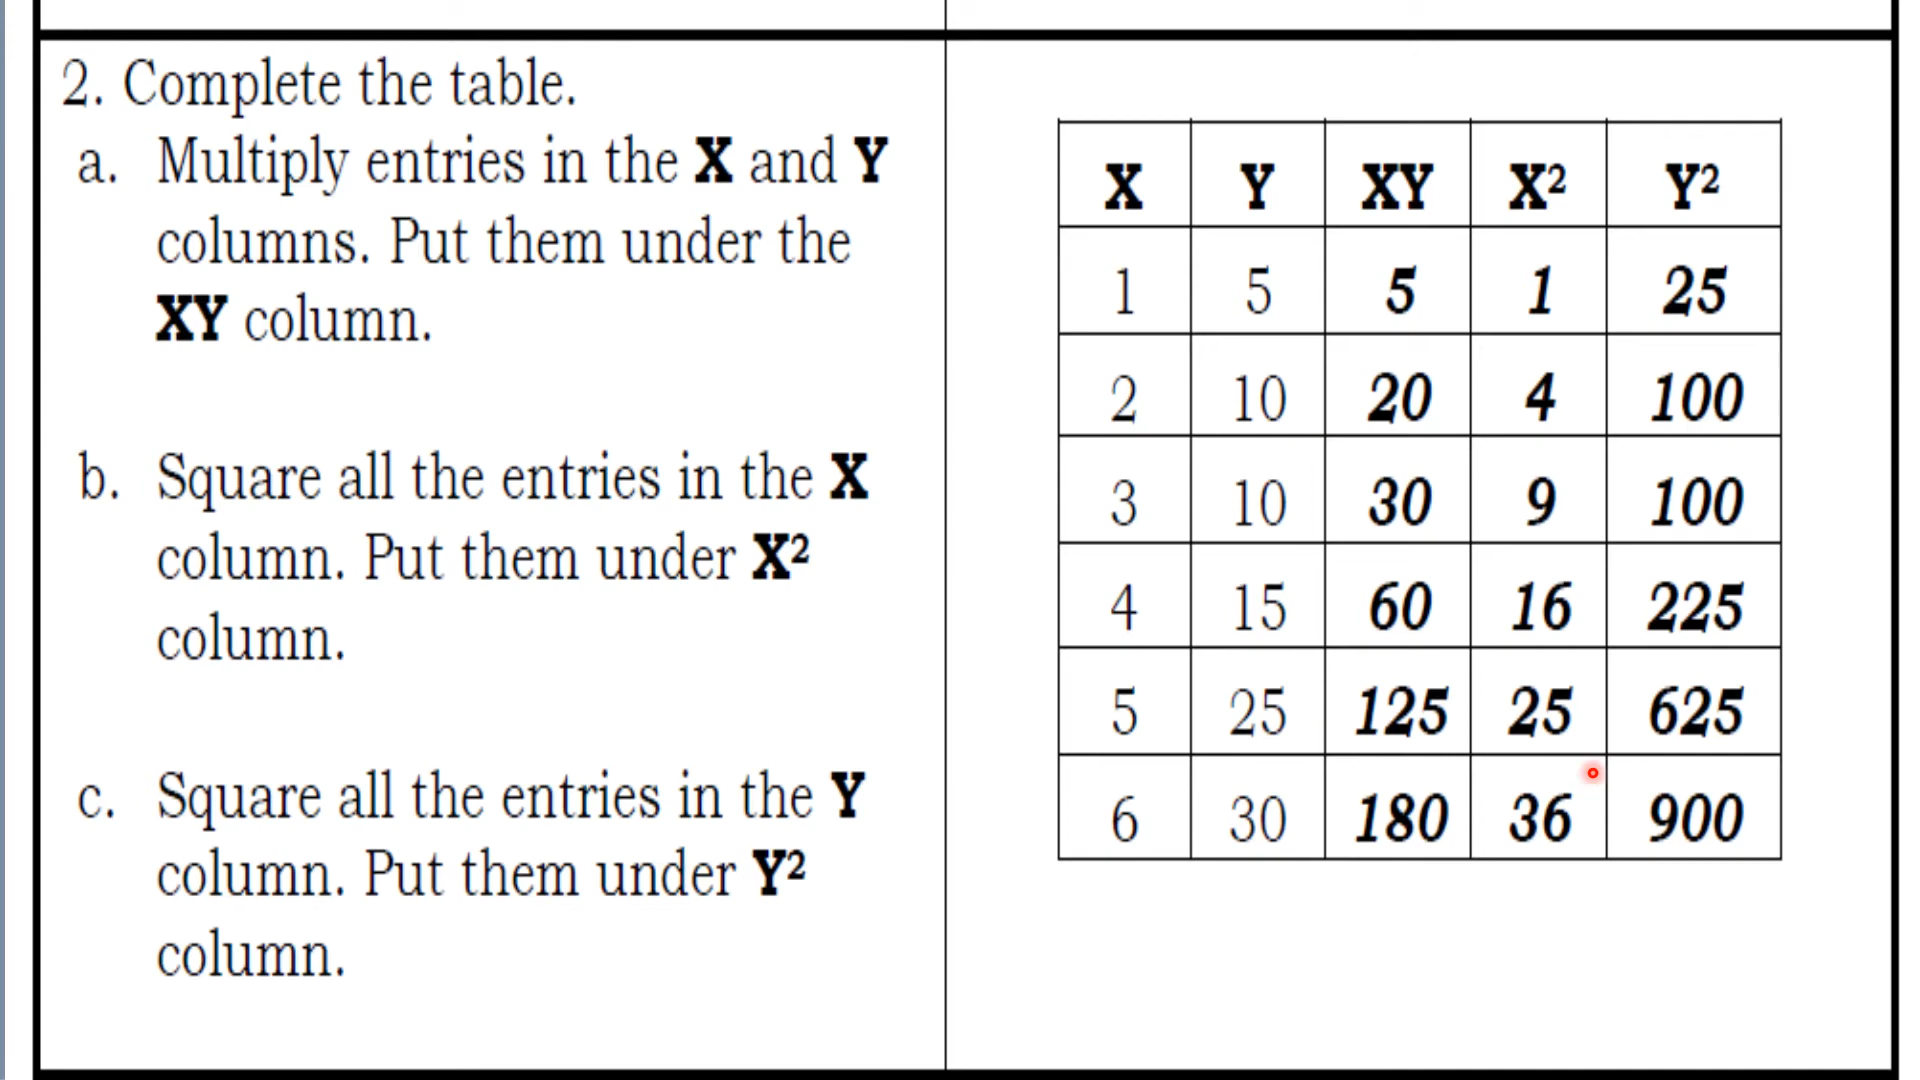 2. Complete the table.
a. Multiply entries in the X and Y
columns. Put them under the
XY column.
b. Square all the entries in the X
column. Put them under X²
column.
c. Square all the entries in the Y
column. Put them under Y²
column.
X Y XY X² Y²
1 5 5 1 25
2 10 20 4 100
3 10 30 9 100
4 15 60 16 225
5 25 125 25 625
6 30 180 36 900